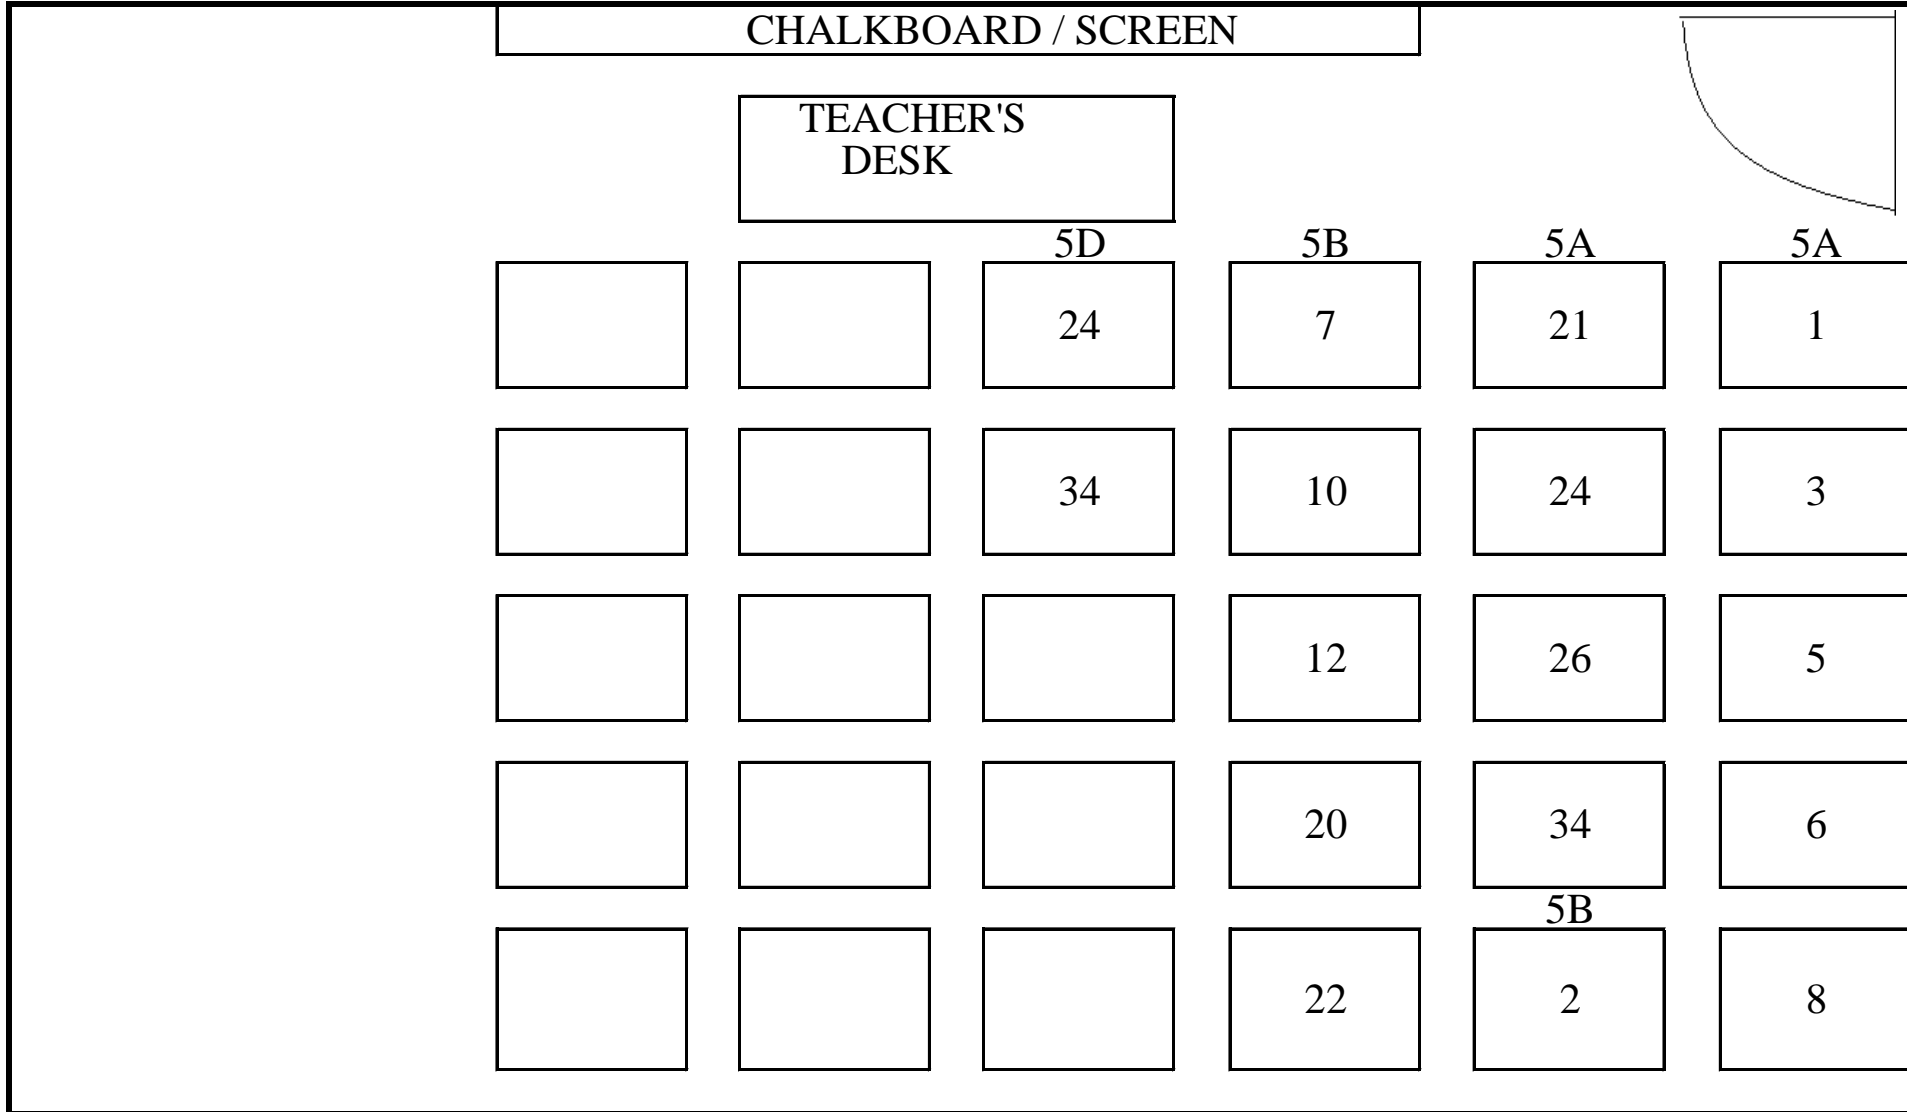 CHALKBOARD / SCREEN
TEACHER'S
DESK
5D 5B 5A 5A
24 7 21 1
34 10 24 3
12 26 5
20 34 6
5B
22 2 8